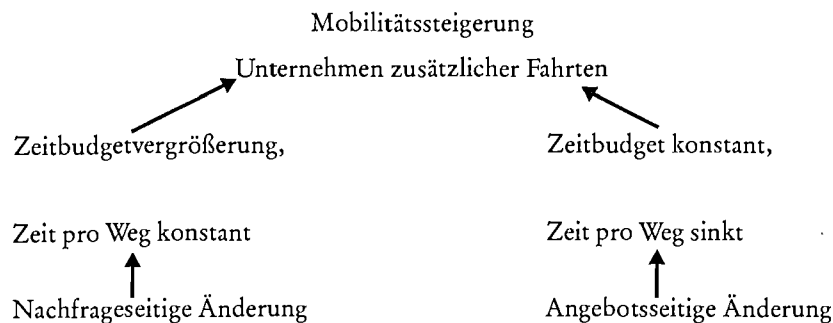 Mobilitätssteigerung
Unternehmen zusätzlicher Fahrten
Zeitbudgetvergrößerung,
Zeitbudget konstant,
Zeit pro Weg konstant
Zeit pro Weg sinkt
Nachfrageseitige Änderung
Angebotsseitige Änderung